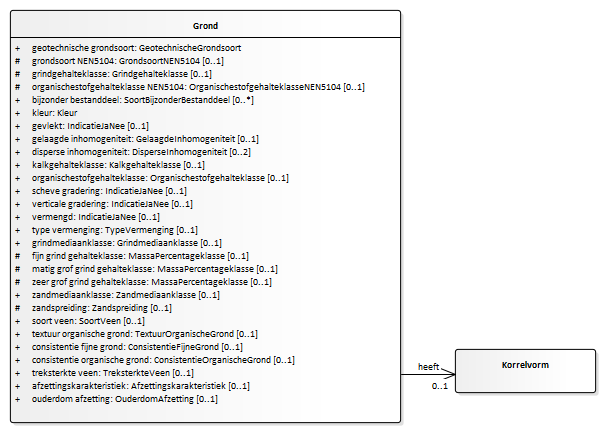 Grond
+ geotechnische grondsoort: GeotechnischeGrondsoort
# grondsoort NEN5104: GrondsoortNEN5104 [0..1]
# grindgehalteklasse: Grindgehalteklasse [0..1]
# organischestofgehalteklasse NEN5104: OrganischestofgehalteklasseNEN5104 [0..1]
+ bijzonder bestanddeel: SoortBijzonderBestanddeel [0..*]
+ kleur: Kleur
+ gevlekt: IndicatieJaNee [0..1]
+ gelaagde inhomogeniteit: GelaagdeInhomogeniteit [0..1]
+ disperse inhomogeniteit: DisperseInhomogeniteit [0..2]
+ kalkgehalteklasse: Kalkgehalteklasse [0..1]
+ organischestofgehalteklasse: Organischestofgehalteklasse [0..1]
+ scheve gradering: IndicatieJaNee [0..1]
+ verticale gradering: IndicatieJaNee [0..1]
+ vermengd: IndicatieJaNee [0..1]
+ type vermenging: TypeVermenging [0..1]
+ grindmediaanklasse: Grindmediaanklasse [0..1]
# fijn grind gehalteklasse: MassaPercentageklasse [0..1]
# matig grof grind gehalteklasse: MassaPercentageklasse [0..1]
# zeer grof grind gehalteklasse: MassaPercentageklasse [0..1]
+ zandmediaanklasse: Zandmediaanklasse [0..1]
# zandspreiding: Zandspreiding [0..1]
+ soort veen: SoortVeen [0..1]
+ textuur organische grond: TextuurOrganischeGrond [0..1]
+ consistentie fijne grond: ConsistentieFijneGrond [0..1]
+ consistentie organische grond: ConsistentieOrganischeGrond [0..1]
+ treksterkte veen: TreksterkteVeen [0..1]
+ afzettingskarakteristiek: Afzettingskarakteristiek [0..1]
+ ouderdom afzetting: OuderdomAfzetting [0..1]
heeft
0..1
Korrelvorm